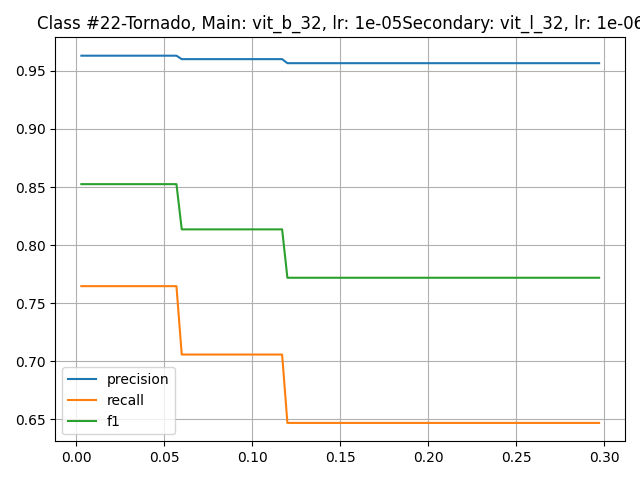 Class #22-Tornado, Main: vit_b_32, lr: 1e-05Secondary: vit_l_32, lr: 1e-06
0.95
0.90
0.85
0.80
0.75
0.70
0.65
precision
recall
f1
0.00 0.05 0.10 0.15 0.20 0.25 0.30